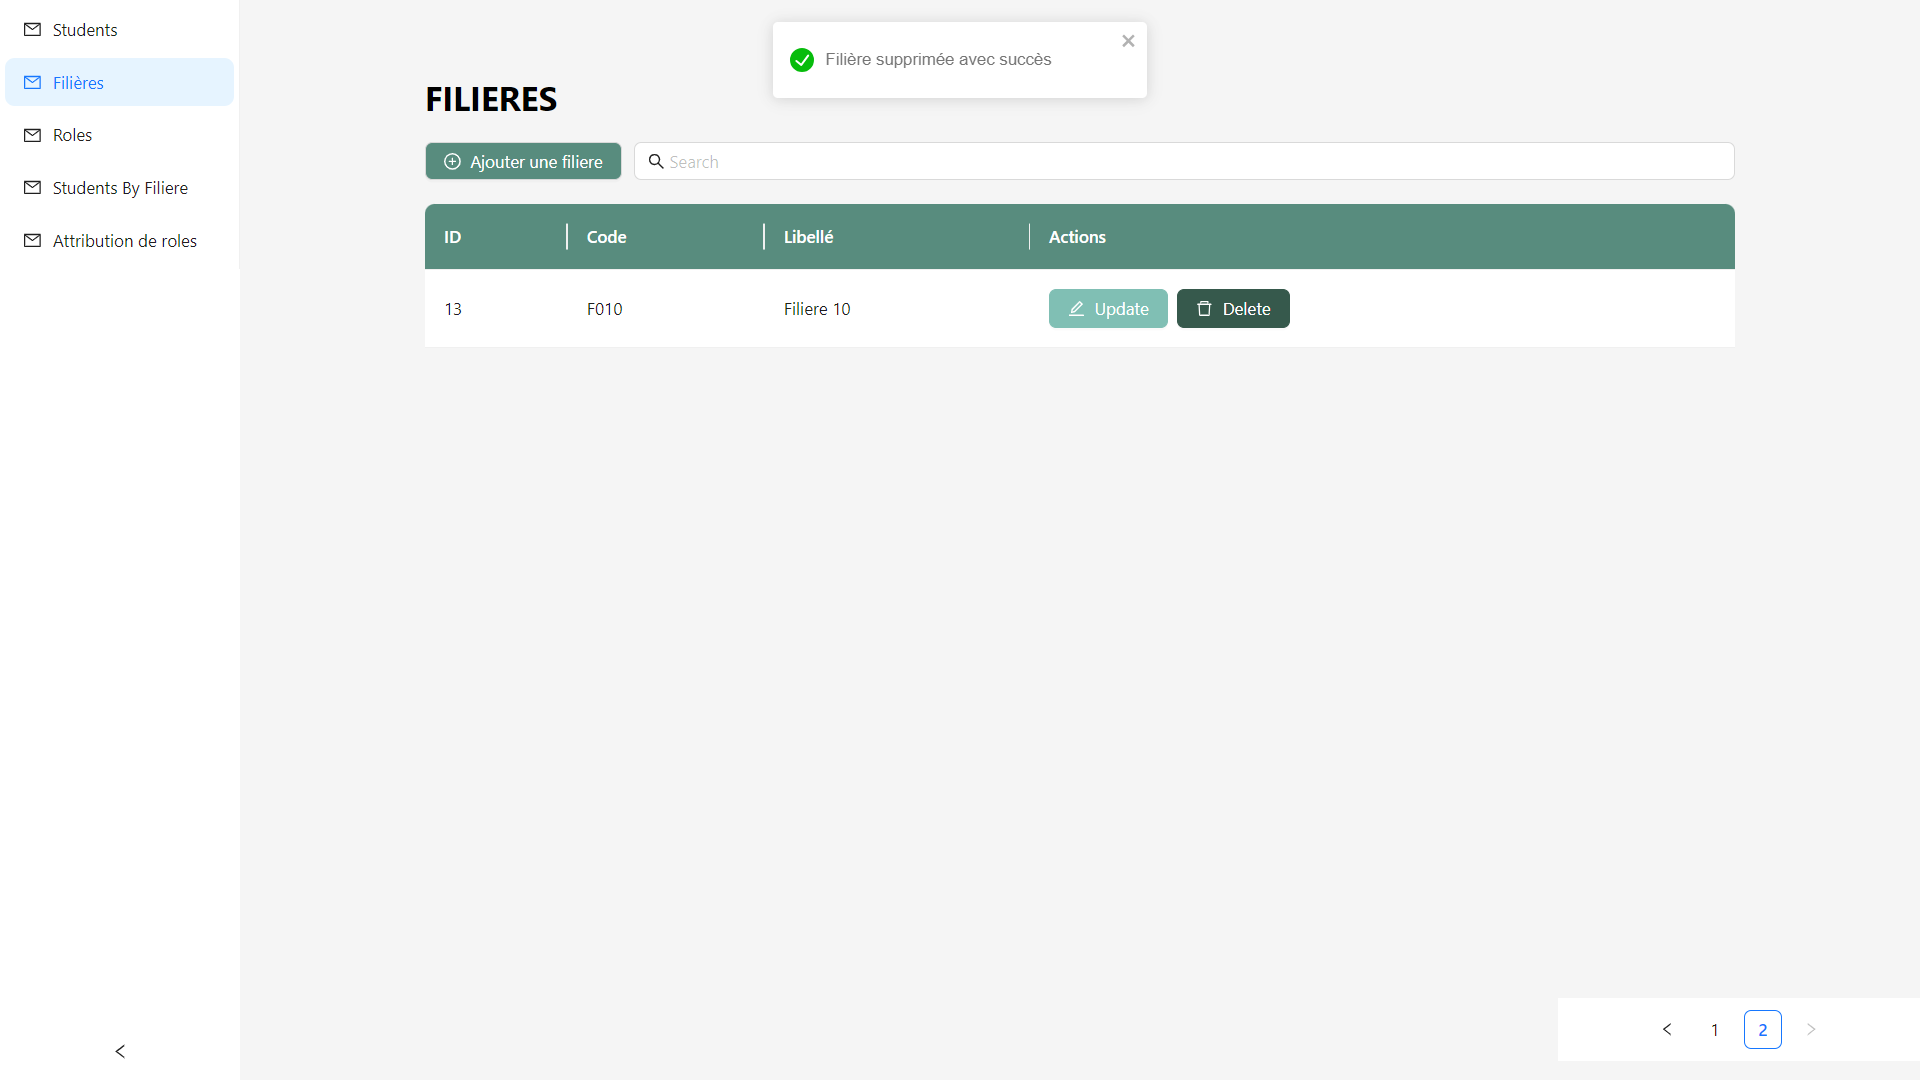 Students
Filières
Roles
Students By Filiere
Attribution de roles
Filière supprimée avec succès
FILIERES
Ajouter une filiere
Search
ID Code Libellé Actions
13 F010 Filiere 10 Update Delete
1 2